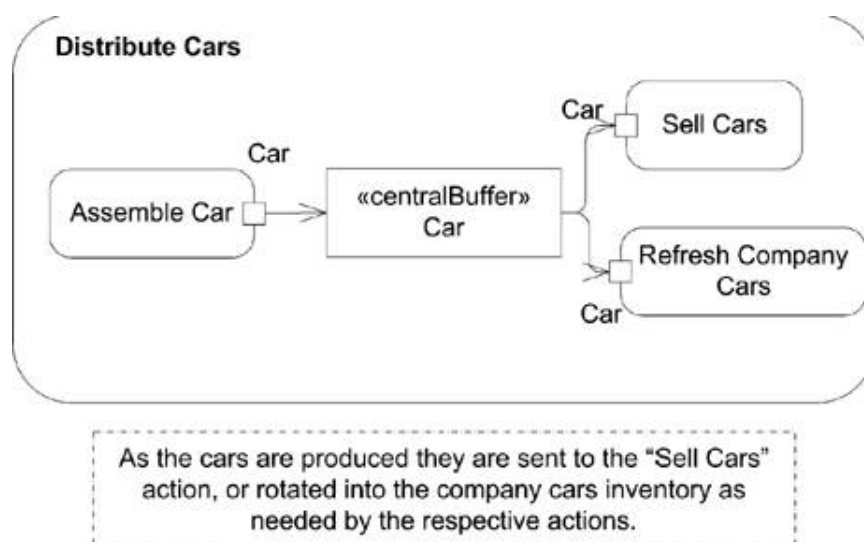 Distribute Cars
Car
Assemble Car
«centralBuffer»
Car
Car
Sell Cars
Refresh Company
Cars
Car
As the cars are produced they are sent to the “Sell Cars”
action, or rotated into the company cars inventory as
needed by the respective actions.